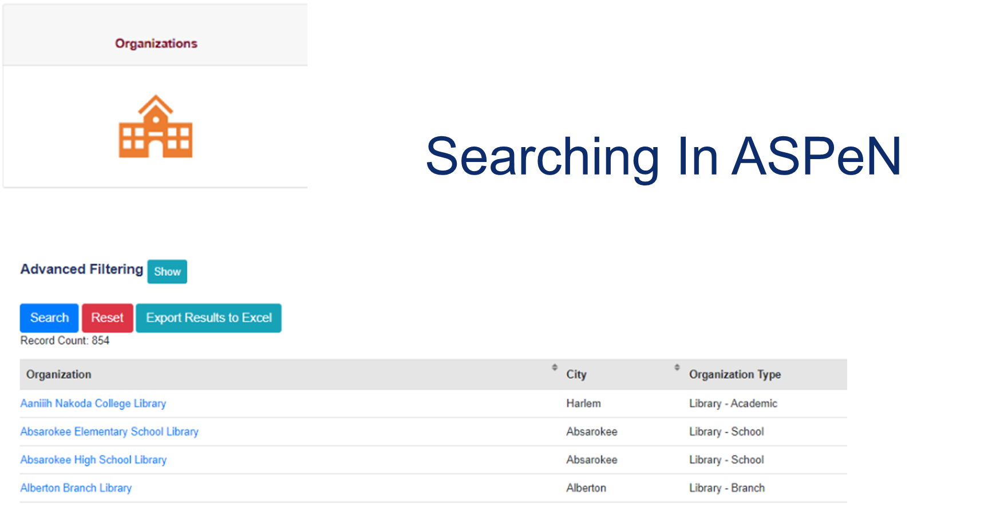 Organizations
Searching In ASPeN
Advanced Filtering Show
Search Reset Export Results to Excel
Record Count: 854
Organization City Organization Type
Aaniiih Nakoda College Library Harlem Library - Academic
Absarokee Elementary School Library Absarokee Library - School
Absarokee High School Library Absarokee Library - School
Alberton Branch Library Alberton Library - Branch